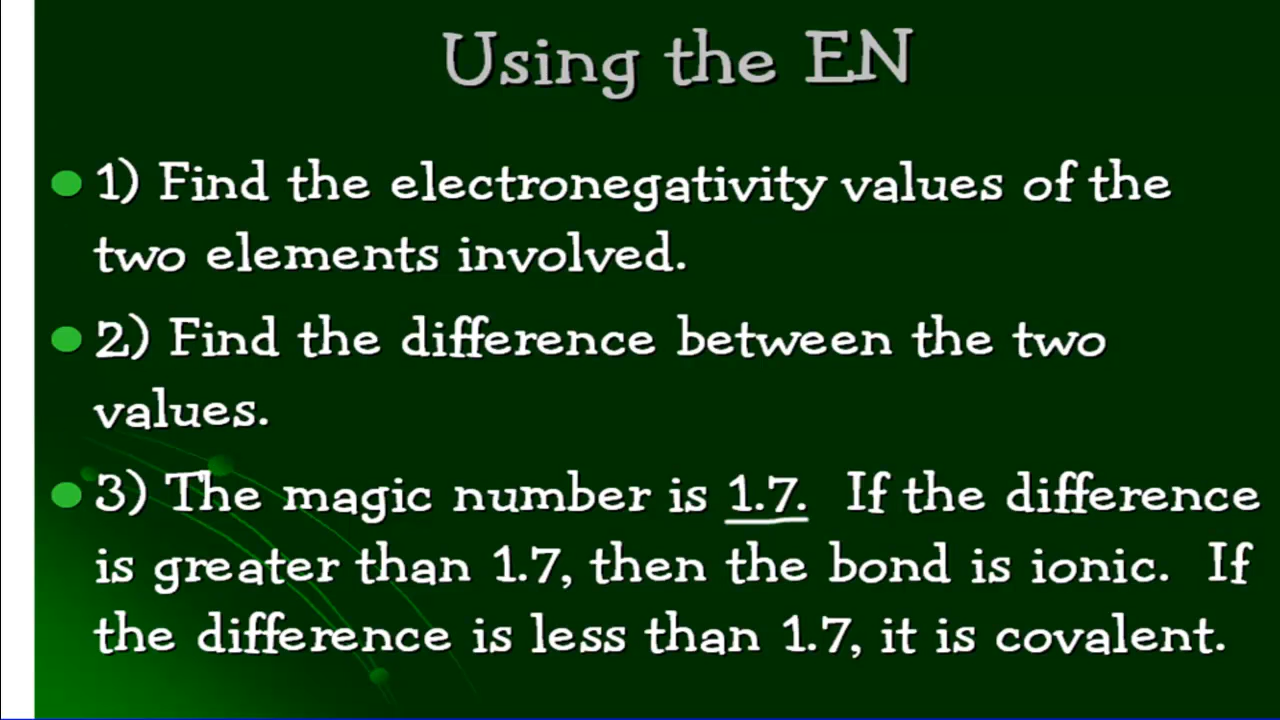 Using the EN
1) Find the electronegativity values of the
two elements involved.
2) Find the difference between the two
values.
3) The magic number is 1.7. If the difference
is greater than 1.7, then the bond is ionic. If
the difference is less than 1.7, it is covalent.